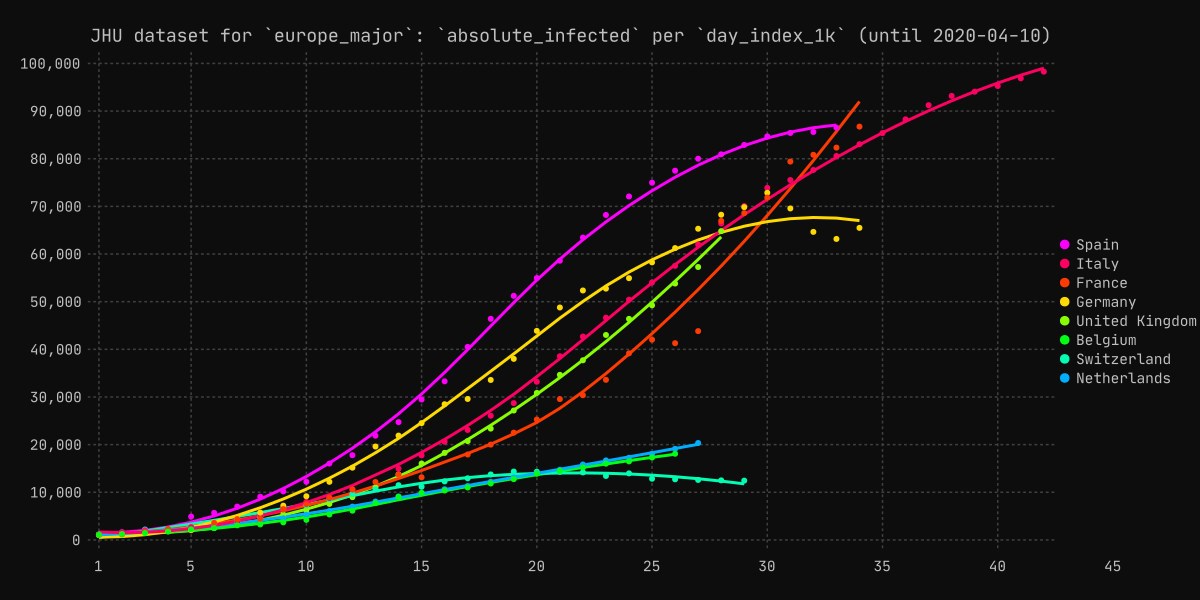 JHU dataset for `europe_major`: `absolute_infected` per `day_index_1k` (until 2020-04-10)
100,000
90,000
80,000
70,000
60,000
50,000
40,000
30,000
20,000
10,000
0
1 5 10 15 20 25 30 35 40 45
Spain
Italy
France
Germany
United Kingdom
Belgium
Switzerland
Netherlands